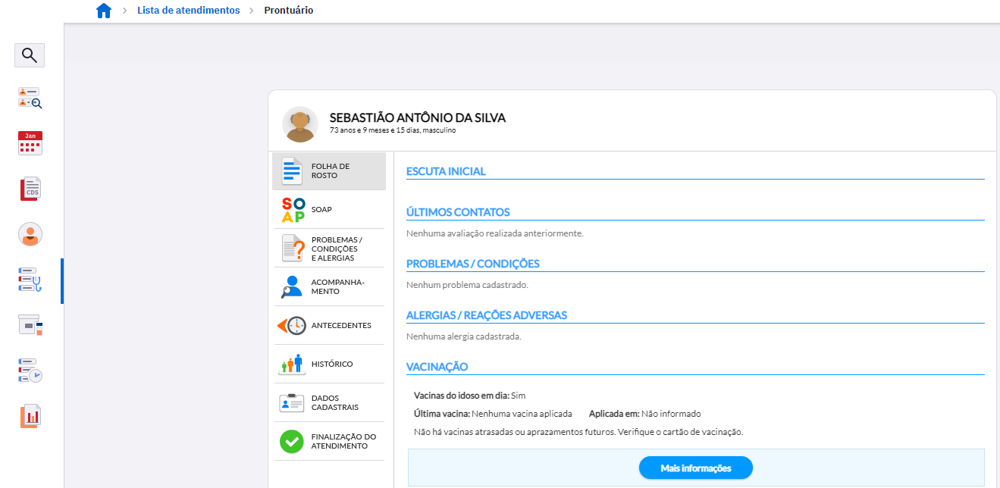 Lista de atendimentos > Prontuário
Jan
CDS
SEBASTIÃO ANTÔNIO DA SILVA
73 anos e 9 meses e 15 dias, masculino
FOLHA DE
ROSTO
SOAP
SOAP
PROBLEMAS /
CONDIÇÕES
E ALERGIAS
ACOMPANHA-
MENTO
ANTECEDENTES
HISTÓRICO
DADOS
CADASTRAIS
FINALIZAÇÃO DO
ATENDIMENTO
ESCUTA INICIAL
ÚLTIMOS CONTATOS
Nenhuma avaliação realizada anteriormente.
PROBLEMAS / CONDIÇÕES
Nenhum problema cadastrado.
ALERGIAS / REAÇÕES ADVERSAS
Nenhuma alergia cadastrada.
VACINAÇÃO
Vacinas do idoso em dia: Sim
Última vacina: Nenhuma vacina aplicada Aplicada em: Não informado
Não há vacinas atrasadas ou aprazamentos futuros. Verifique o cartão de vacinação.
Mais informações